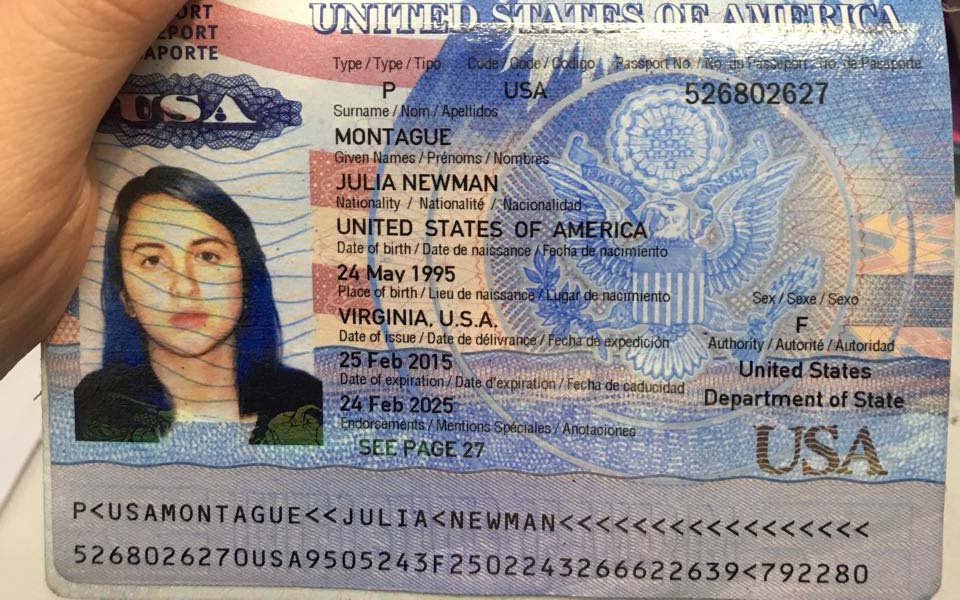 PORT
EPORT
APORTE
USA
UNITED STATES OF AMERICA
Type / Type / Tipo Code / Code / Codigo Passport No. / No. du Passeport / No. de Pasaporte
P USA 526802627
Surname / Nom / Apellidos
MONTAGUE
Given Names / Prénoms / Nombres
JULIA NEWMAN
Nationality / Nationalité / Nacionalidad
UNITED STATES OF AMERICA
Date of birth / Date de naissance / Fecha de nacimiento
24 May 1995
Place of birth / Lieu de naissance / Lugar de nacimiento Sex / Sexe / Sexo
VIRGINIA, U.S.A. F
Date of issue / Date de délivrance / Fecha de expedición Authority / Autorité / Autoridad
25 Feb 2015 United States
Date of expiration / Date d'expiration / Fecha de caducidad Department of State
24 Feb 2025
Endorsements / Mentions Spéciales / Anotaciones
SEE PAGE 27 USA
P<USAMONTAGUE<<JULIA<NEWMAN<<<<<<<<<<<<<<<<<
5268026270USA9505243F2502243266622639<792280